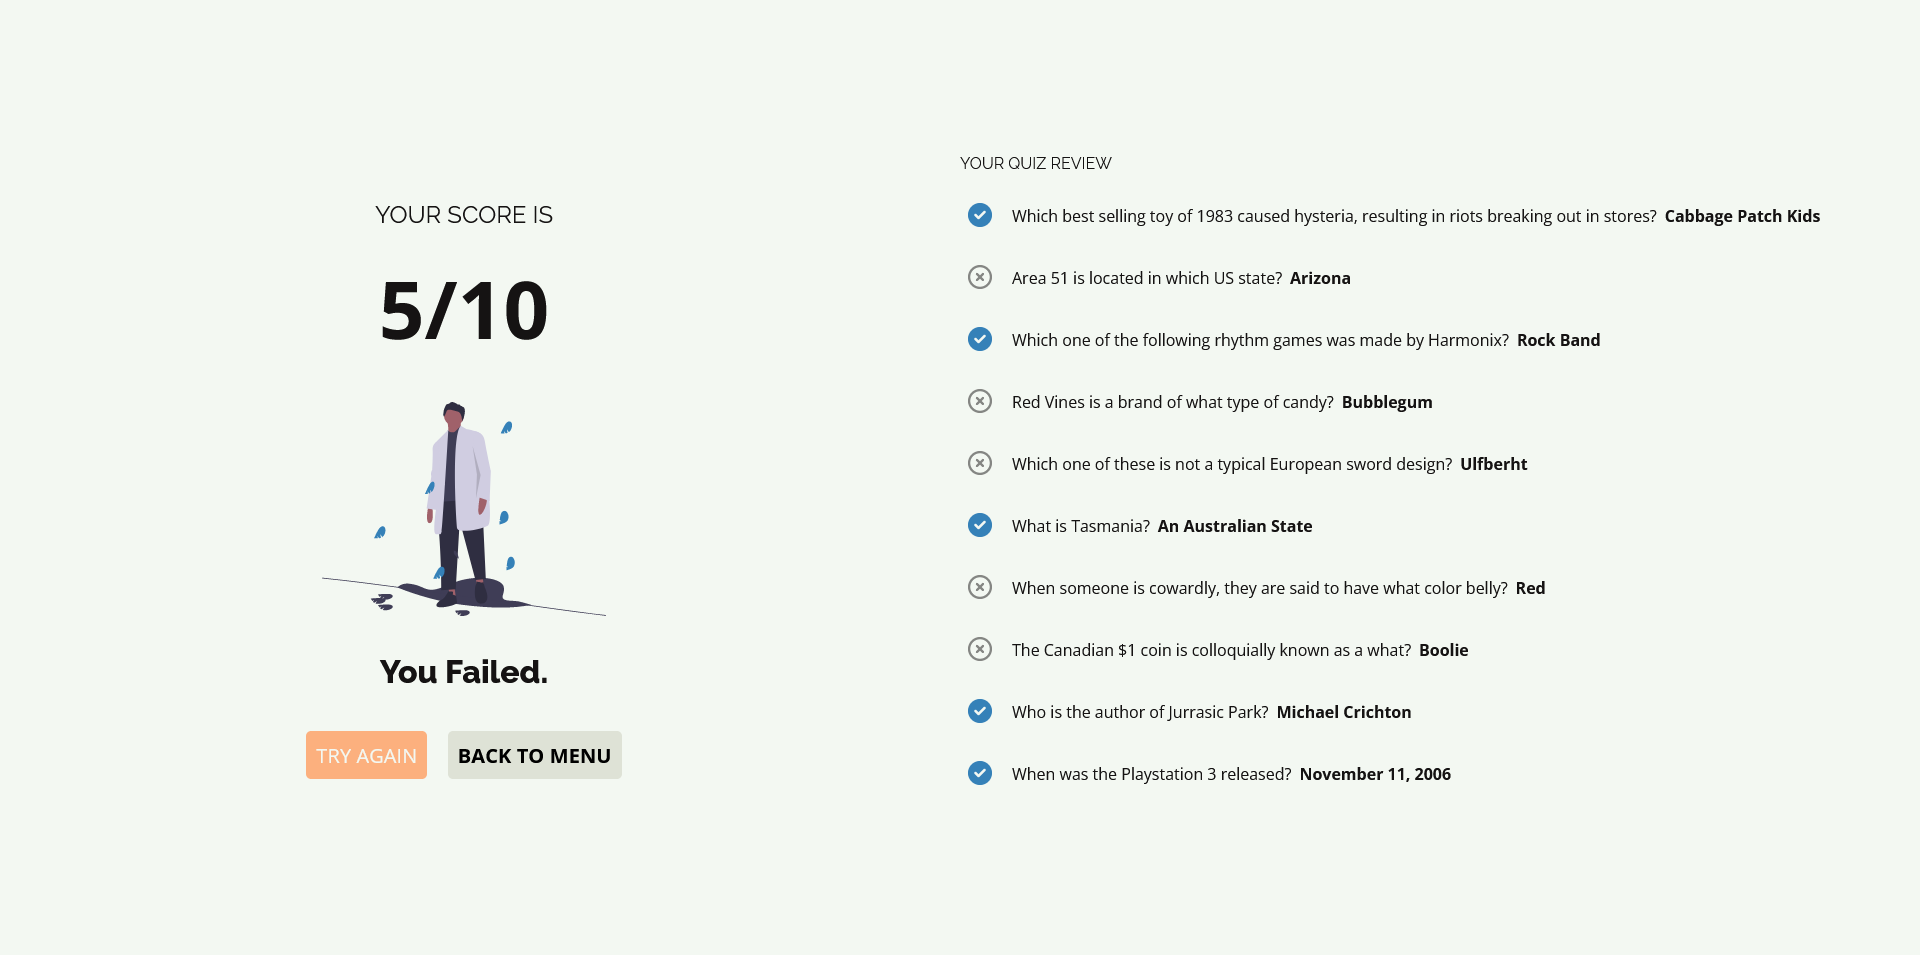 YOUR SCORE IS
5/10
You Failed.
TRY AGAIN
BACK TO MENU
YOUR QUIZ REVIEW
Which best selling toy of 1983 caused hysteria, resulting in riots breaking out in stores? Cabbage Patch Kids
Area 51 is located in which US state? Arizona
Which one of the following rhythm games was made by Harmonix? Rock Band
Red Vines is a brand of what type of candy? Bubblegum
Which one of these is not a typical European sword design? Ulfberht
What is Tasmania? An Australian State
When someone is cowardly, they are said to have what color belly? Red
The Canadian $1 coin is colloquially known as a what? Boolie
Who is the author of Jurrasic Park? Michael Crichton
When was the Playstation 3 released? November 11, 2006